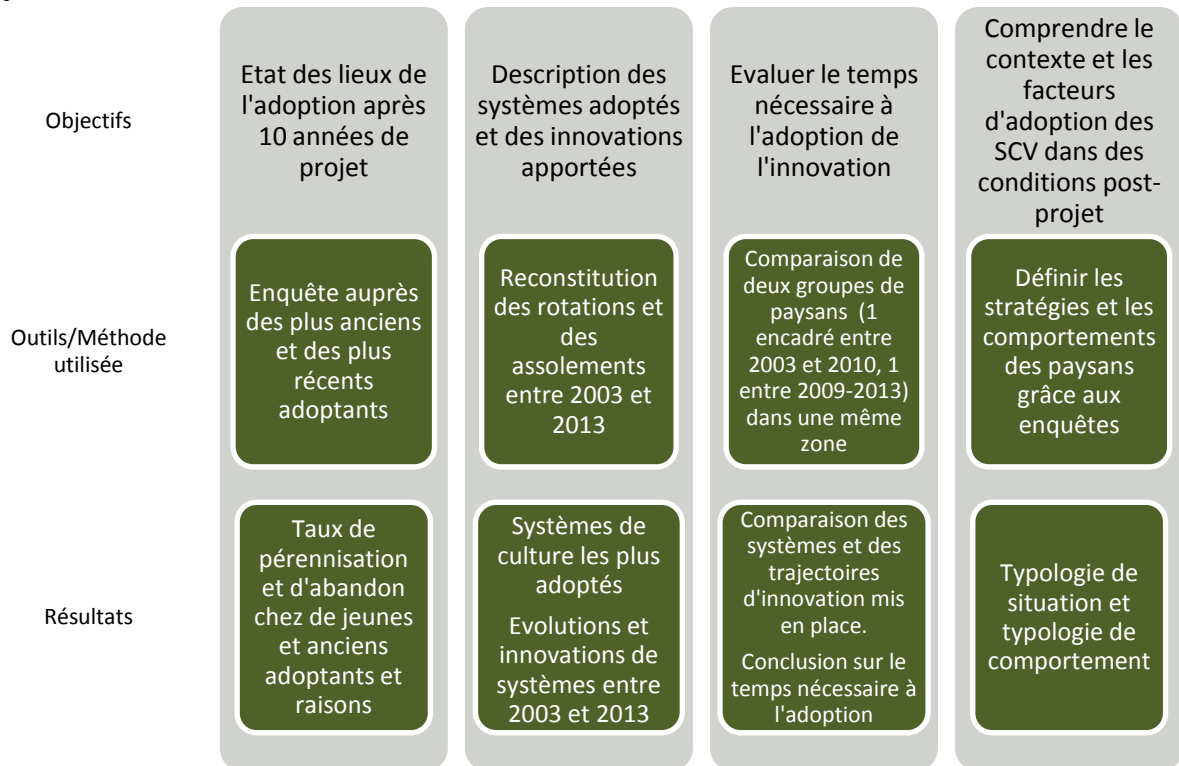 Objectifs
Etat des lieux de
l'adoption après
10 années de
projet
Description des
systèmes adoptés
et des innovations
apportées
Evaluer le temps
nécessaire à
l'adoption de
l'innovation
Comprendre le
contexte et les
facteurs
d'adoption des
SCV dans des
conditions post-
projet
Outils/Méthode
utilisée
Enquête auprès
des plus anciens
et des plus
récents
adoptants
Reconstitution
des rotations et
des
assolements
entre 2003 et
2013
Comparaison de
deux groupes de
paysans (1
encadré entre
2003 et 2010, 1
entre 2009-2013)
dans une même
zone
Définir les
stratégies et les
comportements
des paysans
grâce aux
enquêtes
Résultats
Taux de
pérennisation
et d'abandon
chez de jeunes
et anciens
adoptants et
raisons
Systèmes de
culture les plus
adoptés
Evolutions et
innovations de
systèmes entre
2003 et 2013
Comparaison des
systèmes et des
trajectoires
d'innovation mis
en place.
Conclusion sur le
temps nécessaire à
l'adoption
Typologie de
situation et
typologie de
comportement